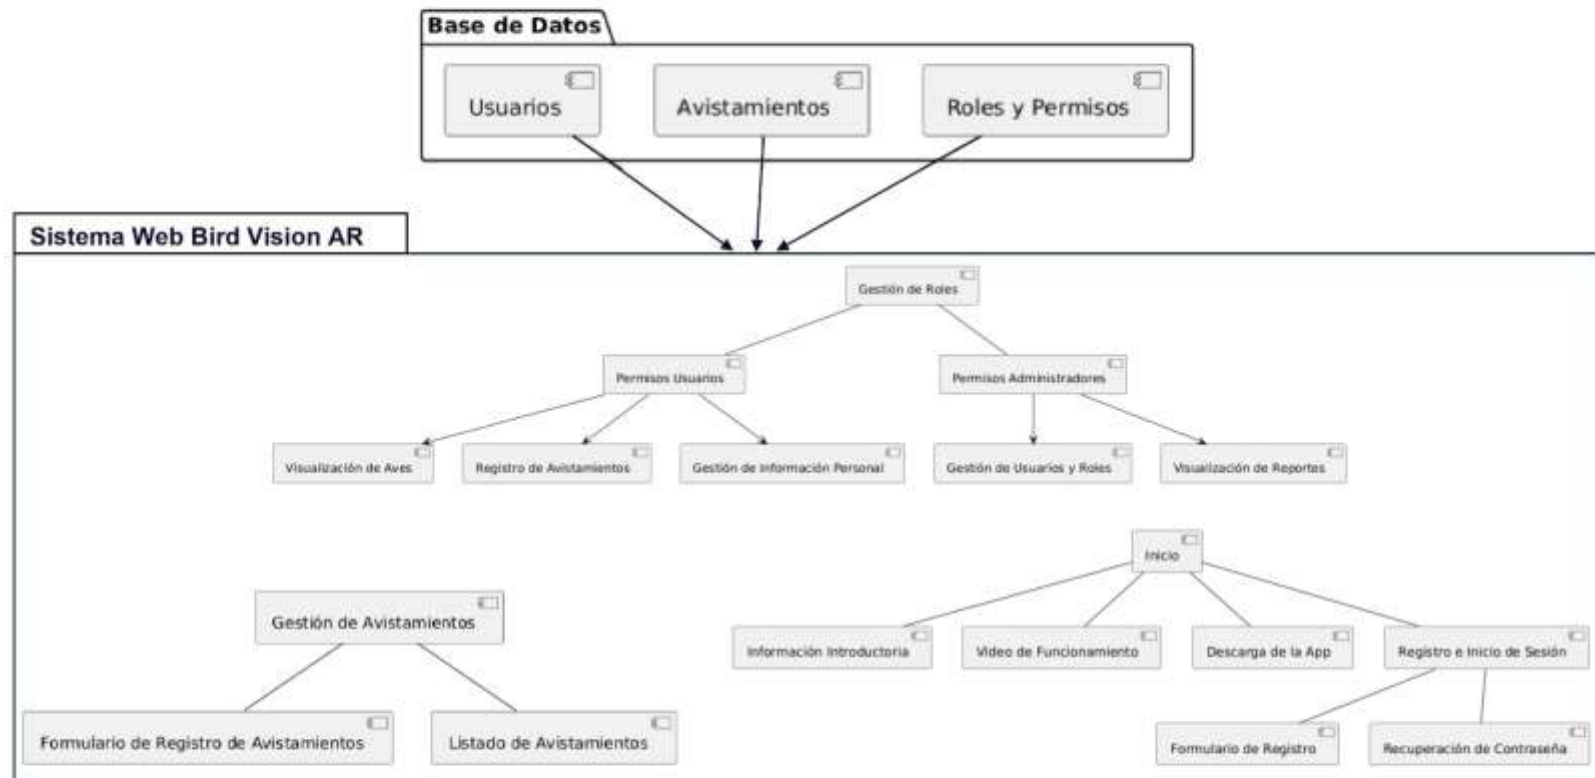 Base de Datos
Usuarios
Avistamientos
Roles y Permisos
Sistema Web Bird Vision AR
Gestión de Roles
Permisos Usuarios
Permisos Administradores
Visualización de Aves
Registro de Avistamientos
Gestión de Información Personal
Gestión de Usuarios y Roles
Visualización de Reportes
Inicio
Gestión de Avistamientos
Información Introductoria
Video de Funcionamiento
Descarga de la App
Registro e Inicio de Sesión
Formulario de Registro de Avistamientos
Listado de Avistamientos
Formulario de Registro
Recuperación de Contraseña